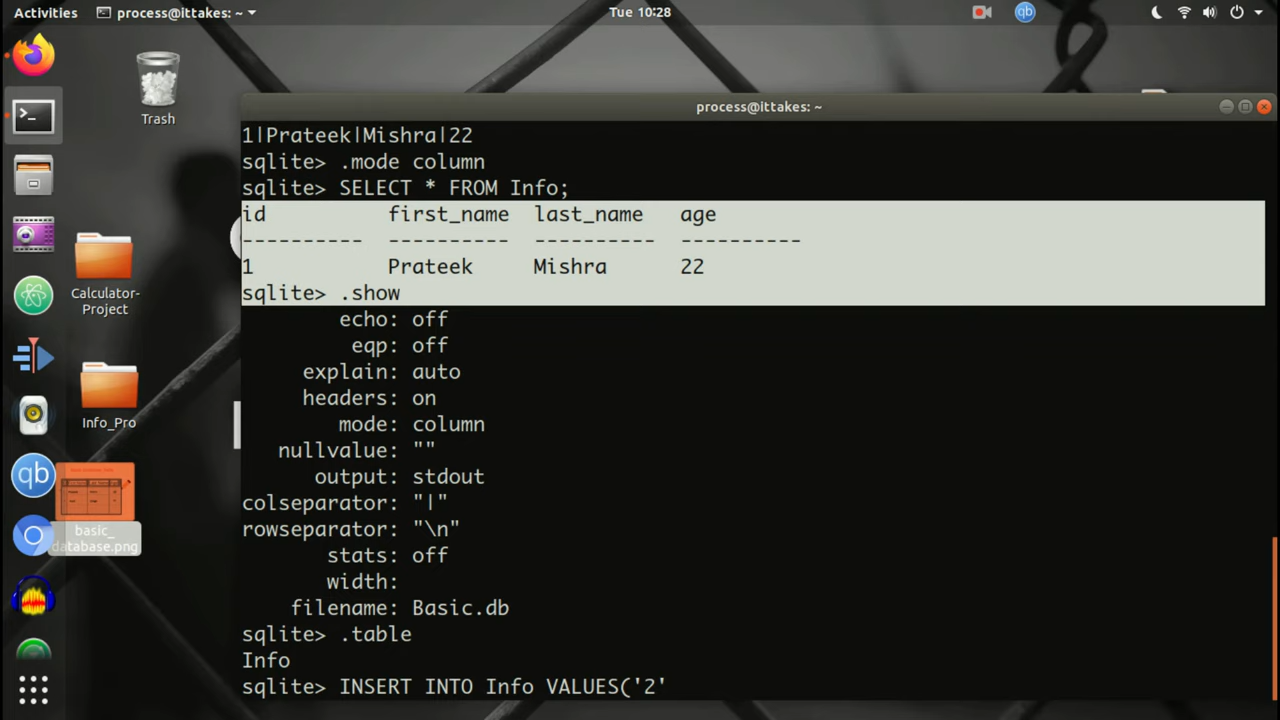 Activities process@ittakes: ~ Tue 10:28
Trash
Calculator-
Project
Info_Pro
qb
basic_
database.png
process@ittakes: ~
1|Prateek|Mishra|22
sqlite> .mode column
sqlite> SELECT * FROM Info;
id first_name last_name age
---------- ---------- ---------- ----------
1 Prateek Mishra 22
sqlite> .show
echo: off
eqp: off
explain: auto
headers: on
mode: column
nullvalue: ""
output: stdout
colseparator: "|"
rowseparator: "\n"
stats: off
width:
filename: Basic.db
sqlite> .table
Info
sqlite> INSERT INTO Info VALUES('2'